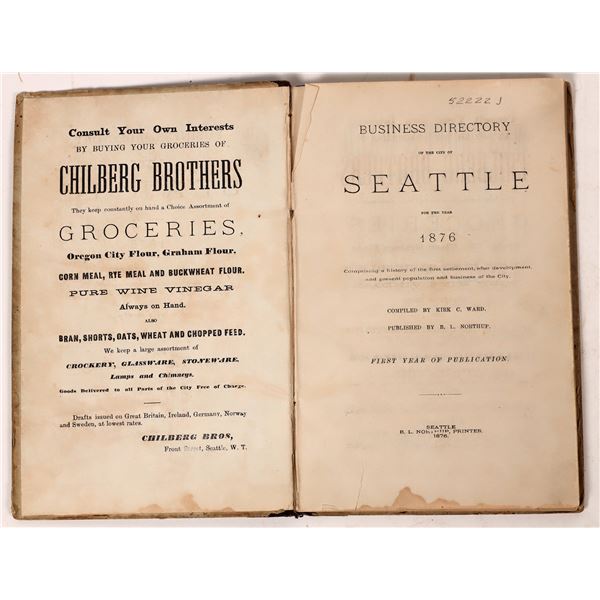 Consult Your Own Interests
BY BUYING YOUR GROCERIES OF
CHILBERG BROTHERS
They keep constantly on hand a Choice Assortment of
GROCERIES,
Oregon City Flour, Graham Flour,
CORN MEAL, RYE MEAL AND BUCKWHEAT FLOUR.
PURE WINE VINEGAR
Always on Hand.
ALSO
BRAN, SHORTS, OATS, WHEAT AND CHOPPED FEED.
We keep a large assortment of
CROCKERY, GLASSWARE, STONEWARE,
Lamps and Chimneys.
Goods Delivered to all Parts of the City Free of Charge.
Drafts issued on Great Britain, Ireland, Germany, Norway
and Sweden, at lowest rates.
CHILBERG BROS,
Front Street, Seattle, W. T.
52222 J
BUSINESS DIRECTORY
OF THE CITY OF
SEATTLE
FOR THE YEAR
1876
Comprising a history of the first settlement, after development,
and present population and business of the City.
COMPILED BY KIRK C. WARD.
PUBLISHED BY B. L. NORTHUP.
FIRST YEAR OF PUBLICATION.
SEATTLE
B. L. NORTHUP, PRINTER.
1876.